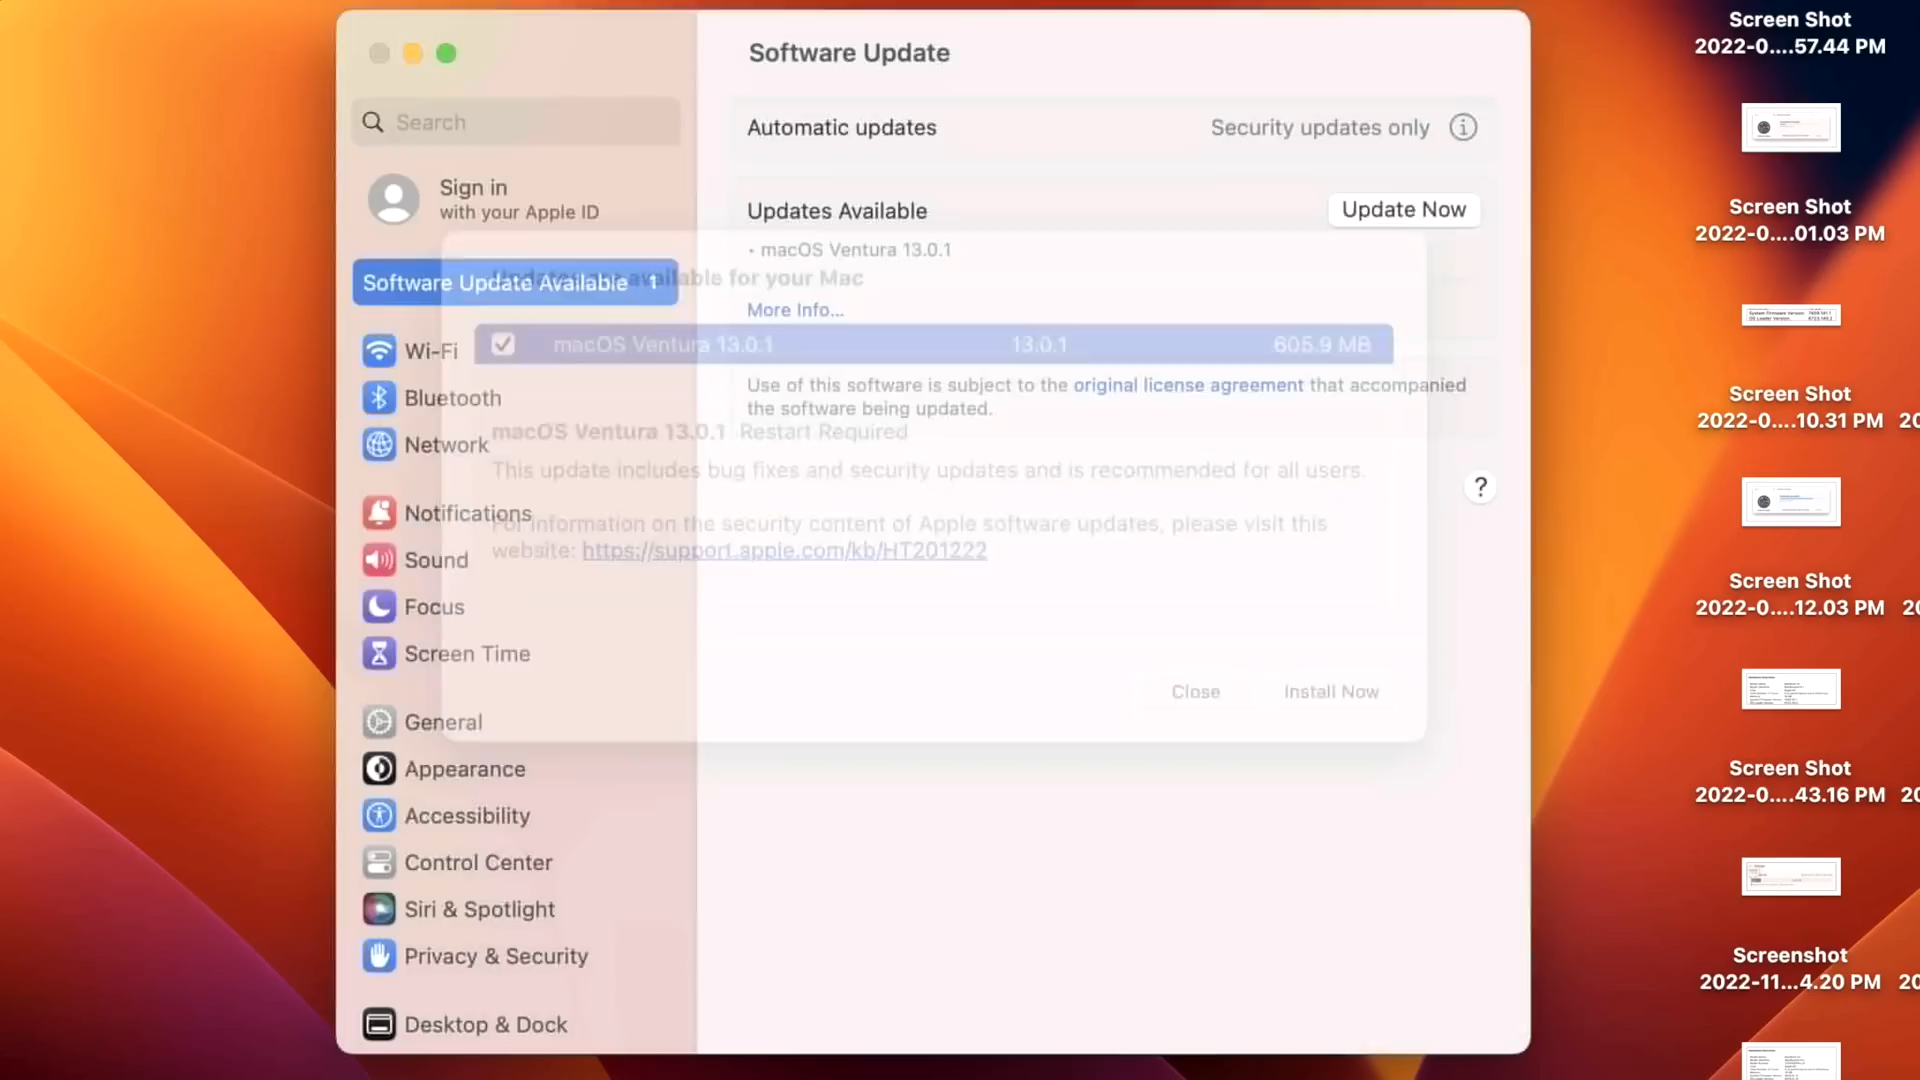 Software Update
Search
Automatic updates
Security updates only
Sign in
with your Apple ID
Updates Available
Update Now
• macOS Ventura 13.0.1
Updates are available for your Mac
Software Update Available 1
More Info...
macOS Ventura 13.0.1 13.0.1 605.9 MB
Use of this software is subject to the original license agreement that accompanied
the software being updated.
macOS Ventura 13.0.1 Restart Required
This update includes bug fixes and security updates and is recommended for all users.
For information on the security content of Apple software updates, please visit this
website: https://support.apple.com/kb/HT201222
?
Close
Install Now
Wi-Fi
Bluetooth
Network
Notifications
Sound
Focus
Screen Time
General
Appearance
Accessibility
Control Center
Siri & Spotlight
Privacy & Security
Desktop & Dock
Screen Shot
2022-0....57.44 PM
Screen Shot
2022-0....01.03 PM
Screen Shot
2022-0....10.31 PM
Screen Shot
2022-0....12.03 PM
Screen Shot
2022-0....43.16 PM
Screenshot
2022-11...4.20 PM